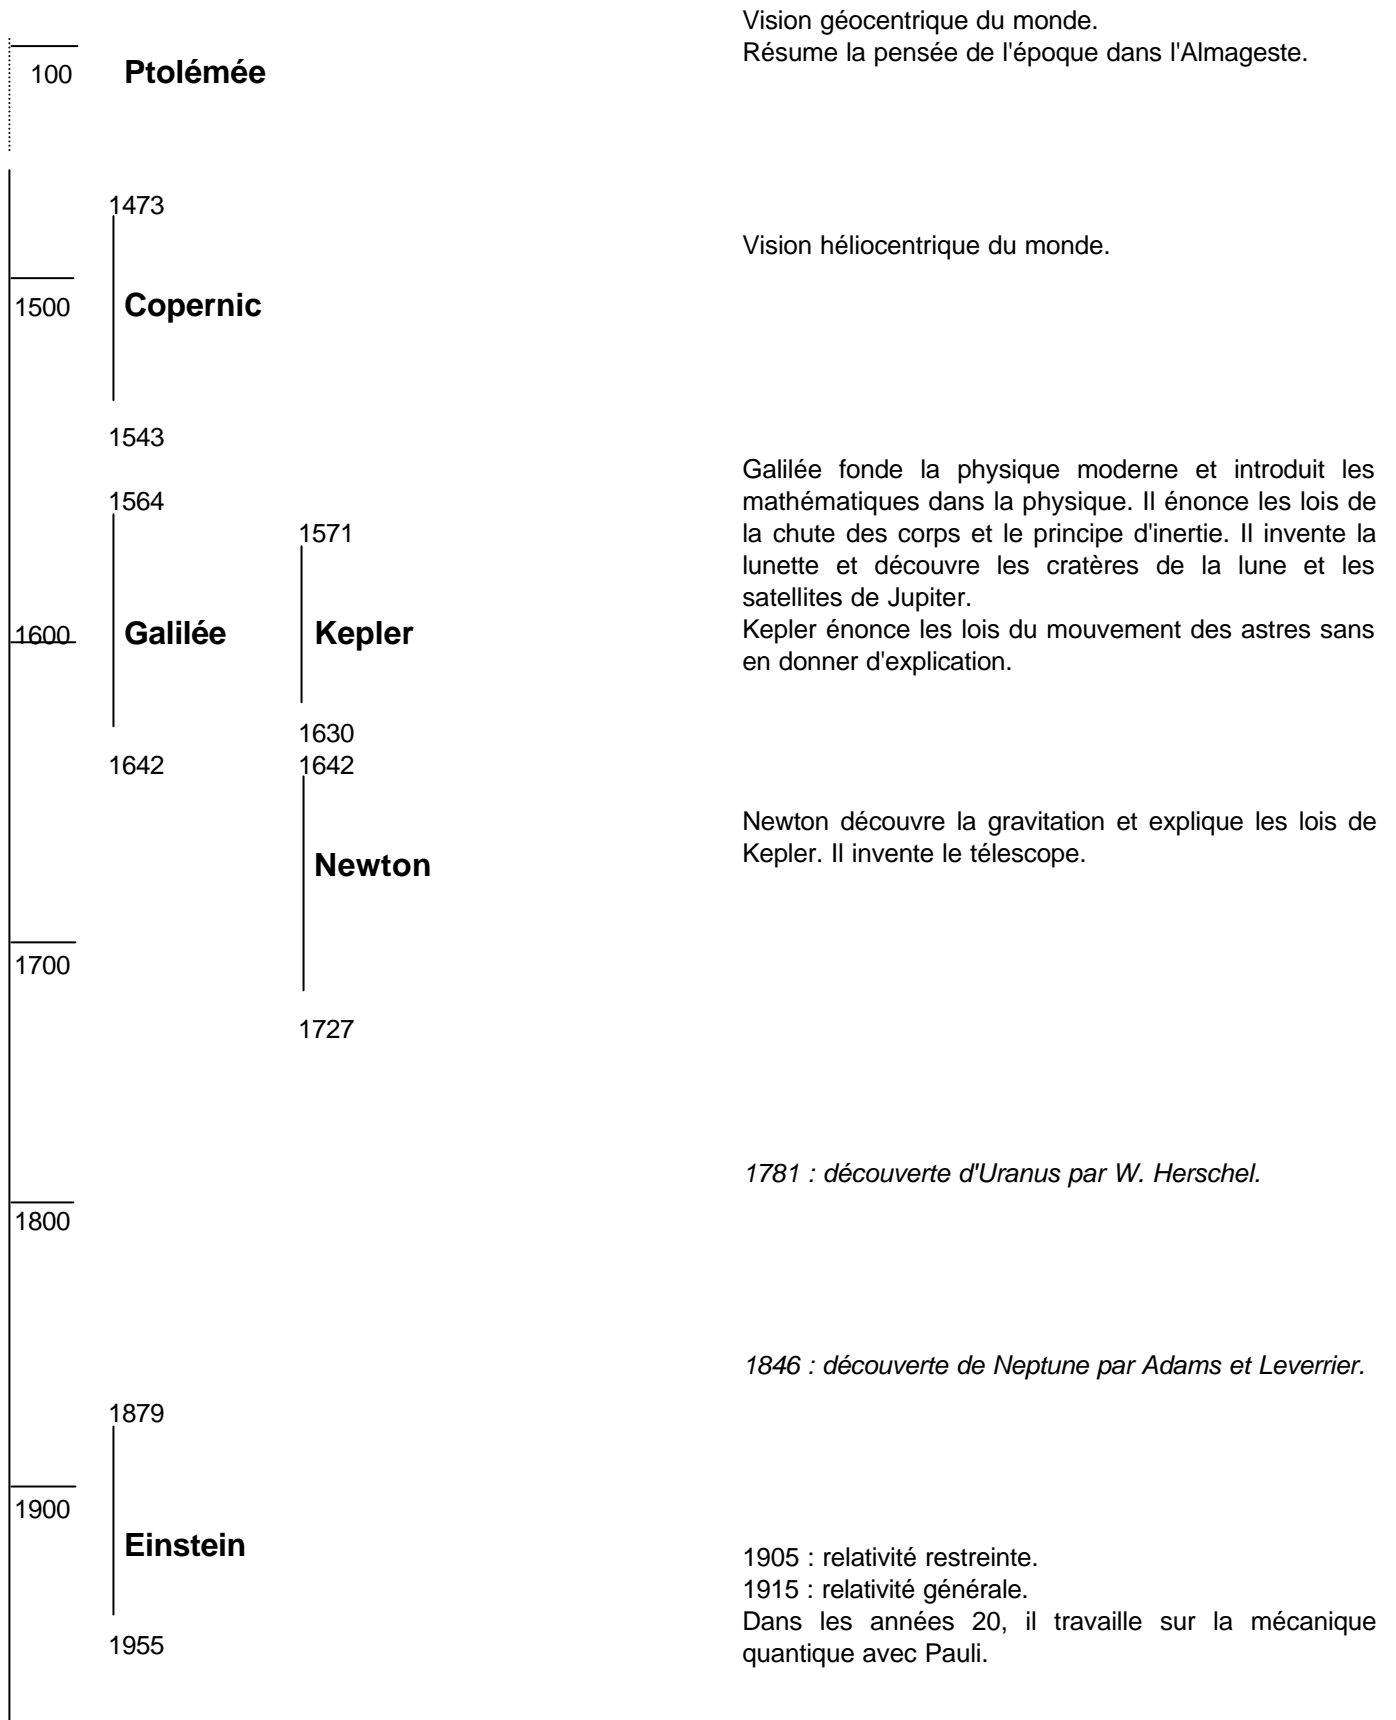 Vision géocentrique du monde.
Résume la pensée de l'époque dans l'Almageste.
100 Ptolémée
1473
Vision héliocentrique du monde.
1500 Copernic
1543
Galilée fonde la physique moderne et introduit les
mathématiques dans la physique. Il énonce les lois de
la chute des corps et le principe d'inertie. Il invente la
lunette et découvre les cratères de la lune et les
satellites de Jupiter.
Kepler énonce les lois du mouvement des astres sans
en donner d'explication.
1564
1571
1600 Galilée Kepler
1630
1642 1642
Newton découvre la gravitation et explique les lois de
Kepler. Il invente le télescope.
Newton
1700
1727
1781 : découverte d'Uranus par W. Herschel.
1800
1846 : découverte de Neptune par Adams et Leverrier.
1879
1900
Einstein
1905 : relativité restreinte.
1915 : relativité générale.
Dans les années 20, il travaille sur la mécanique
quantique avec Pauli.
1955